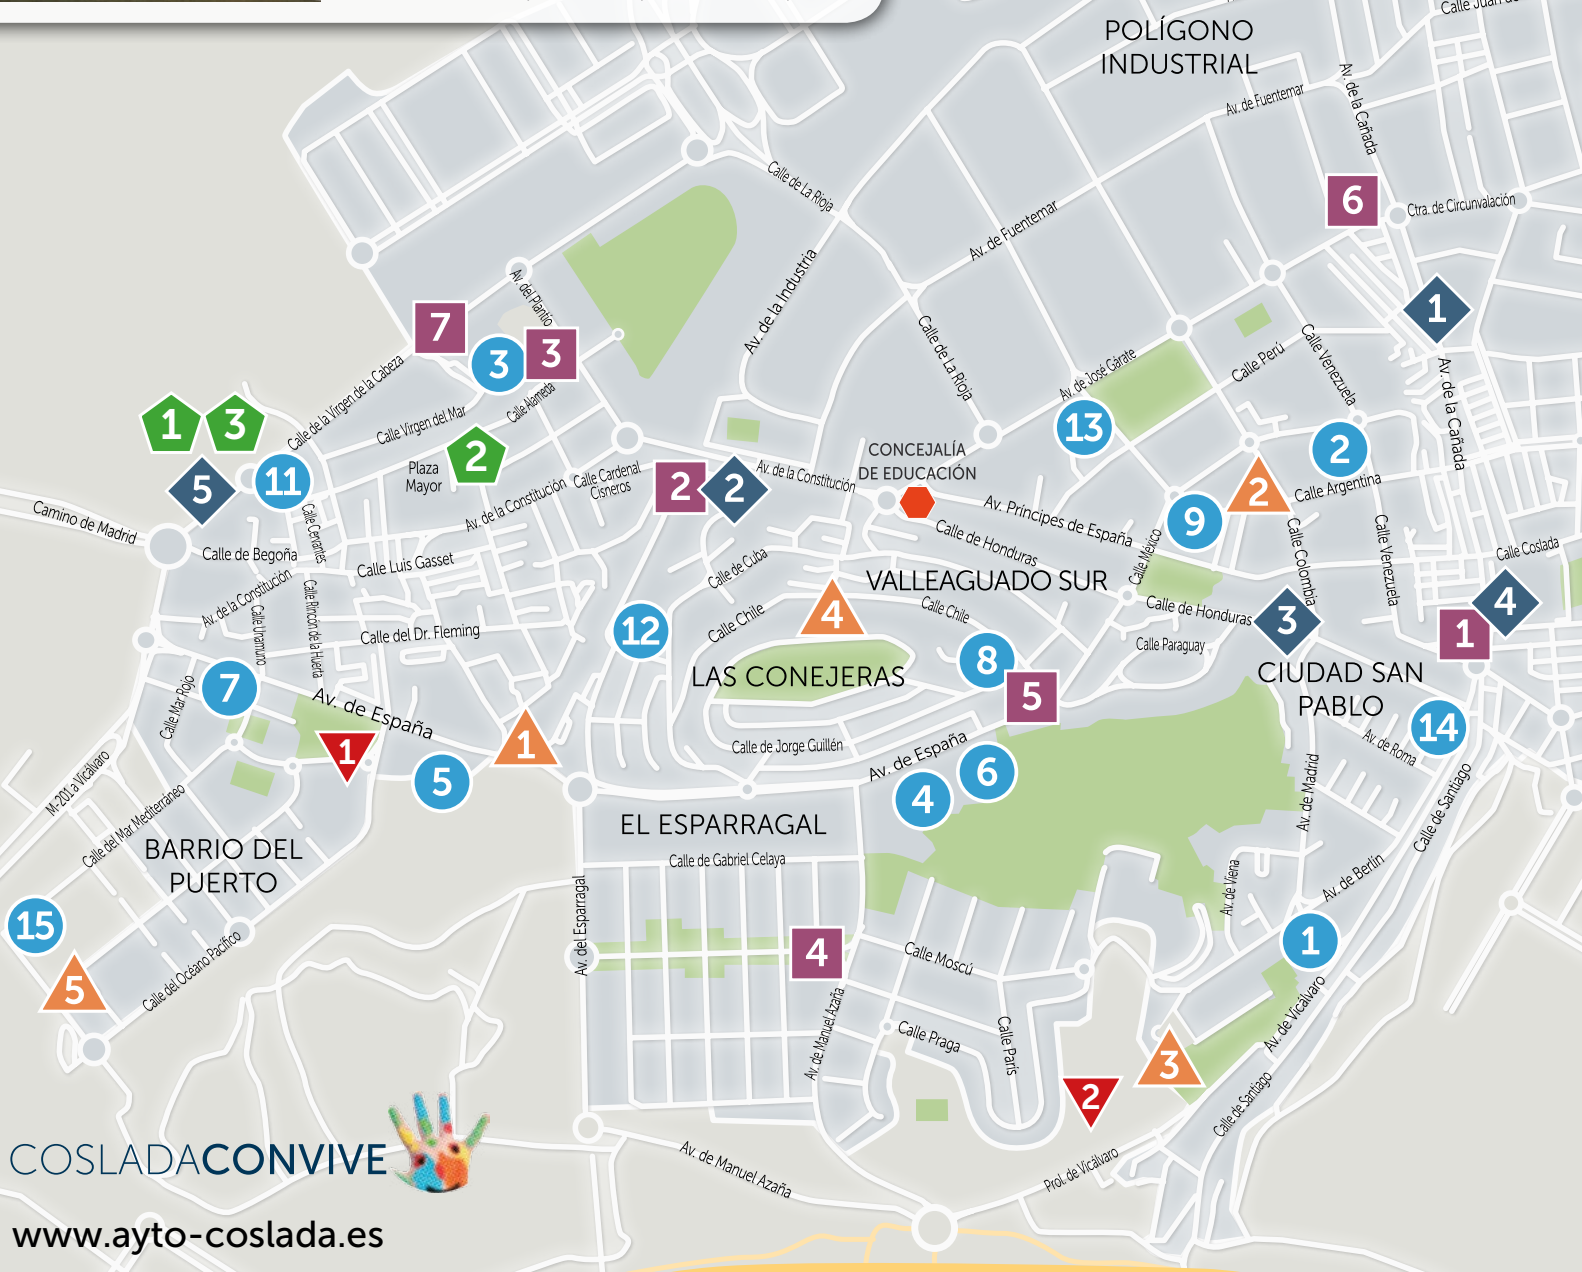 POLÍGONO
INDUSTRIAL
Av. de Fuentemar
Av. de la Cañada
Calle de La Rioja
6
Ctra. de Circunvalación
Av. de Fuentemar
Av. del Plantío
Av. de la Industria
7
3
3
1
Calle de La Rioja
Calle Venezuela
Calle Perú
Av. de José Gárate
Calle de la Virgen de la Cabeza
Calle Alameda
Av. de la Cañada
1
3
Calle Virgen del Mar
13
2
Plaza
Mayor
2
CONCEJALÍA
DE EDUCACIÓN
5
11
Calle Cardenal
Cisneros
2
2
Av. de la Constitución
2
Calle Argentina
Av. de la Constitución
Av. Príncipes de España
9
Camino de Madrid
Calle Cervantes
Calle de Honduras
Calle México
Calle Colombia
Calle Venezuela
Calle Coslada
Calle de Begoña
Calle Luis Gasset
Calle de Cuba
VALLEAGUADO SUR
Av. de la Constitución
Calle Unamuno
Calle Rincón de la Huerta
Calle del Dr. Fleming
12
Calle Chile
4
Calle Chile
Calle de Honduras
3
4
1
Calle Paraguay
7
Calle Mar Rojo
LAS CONEJERAS
8
5
CIUDAD SAN
PABLO
Av. de España
1
1
5
Calle de Jorge Guillén
Av. de España
6
4
14
Av. de Roma
M-201 a Vicálvaro
Calle del Mar Mediterráneo
Av. de Madrid
Calle de Santiago
EL ESPARRAGAL
BARRIO DEL
PUERTO
Calle de Gabriel Celaya
Av. de Viena
Av. de Berlín
15
Av. del Esparragal
4
Calle Moscú
1
5
Calle del Océano Pacífico
Av. de Manuel Azaña
Calle Praga
Calle París
Av. de Vicálvaro
3
2
Calle de Santiago
COSLADACONVIVE
Av. de Manuel Azaña
Prol. de Vicálvaro
www.ayto-coslada.es